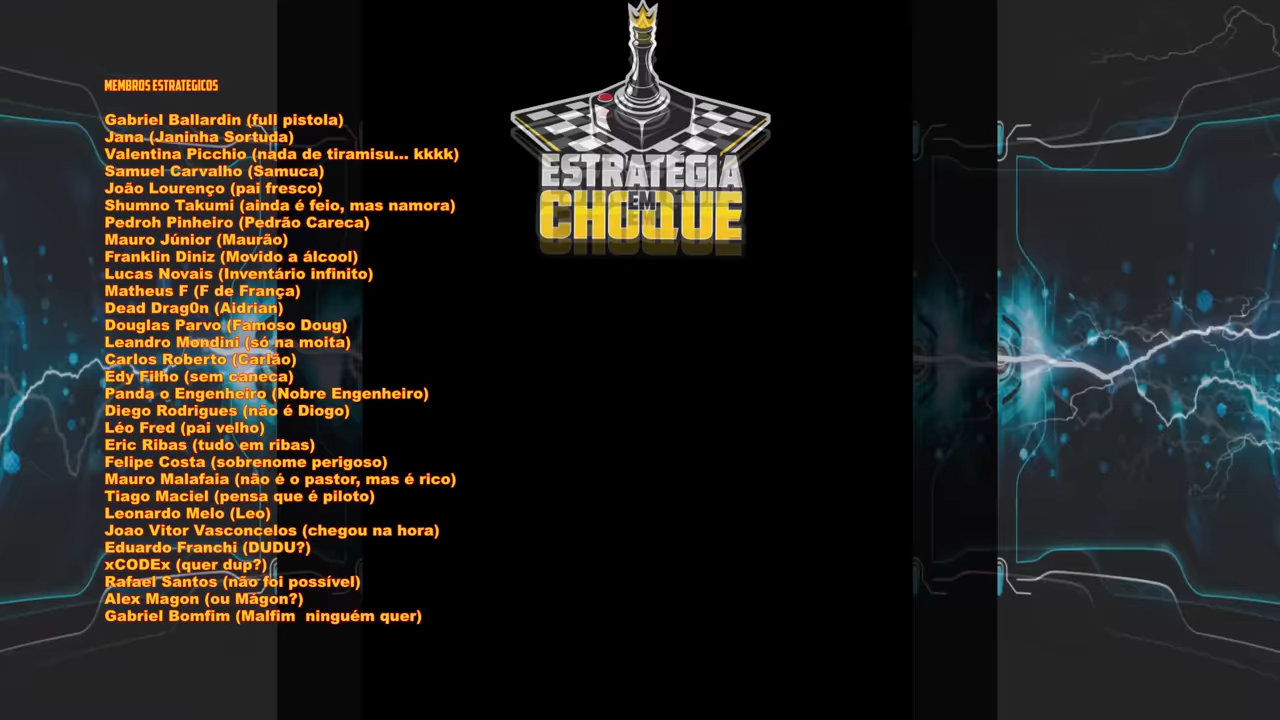 MEMBROS ESTRATEGICOS
Gabriel Ballardin (full pistola)
Jana (Janinha Sortuda)
Valentina Picchio (nada de tiramisu... kkkk)
Samuel Carvalho (Samuca)
João Lourenço (pai fresco)
Shumno Takumi (ainda é feio, mas namora)
Pedroh Pinheiro (Pedrão Careca)
Mauro Júnior (Maurão)
Franklin Diniz (Movido a álcool)
Lucas Novais (Inventário infinito)
Matheus F (F de França)
Dead Drag0n (Aidrian)
Douglas Parvo (Famoso Doug)
Leandro Mendini (só na moita)
Carlos Roberto (Carlão)
Edy Filho (sem caneca)
Panda o Engenheiro (Nobre Engenheiro)
Diego Rodrigues (não é Diogo)
Léo Fred (pai velho)
Eric Ribas (tudo em ribas)
Felipe Costa (sobrenome perigoso)
Mauro Malafaia (não é o pastor, mas é rico)
Tiago Maciel (pensa que é piloto)
Leonardo Melo (Leo)
Joao Vitor Vasconcelos (chegou na hora)
Eduardo Franchi (DUDU?)
xCODEx (quer dup?)
Rafael Santos (não foi possível)
Alex Magon (ou Mágon?)
Gabriel Bomfim (Malfim  ninguém quer)
ESTRATÉGIA
EM
CHOQUE